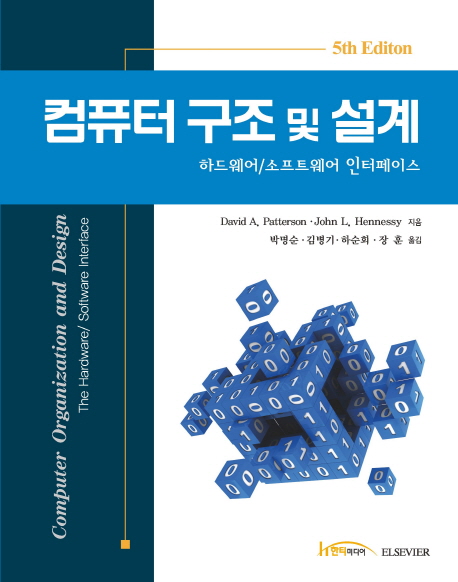 5th Editon
컴퓨터 구조 및 설계
하드웨어/소프트웨어 인터페이스
David A. Patterson · John L. Hennessy 지음
박명순 · 김병기 · 하순회 · 장 훈 옮김
Computer Organization and Design
The Hardware/ Software Interface
한티미디어
ELSEVIER